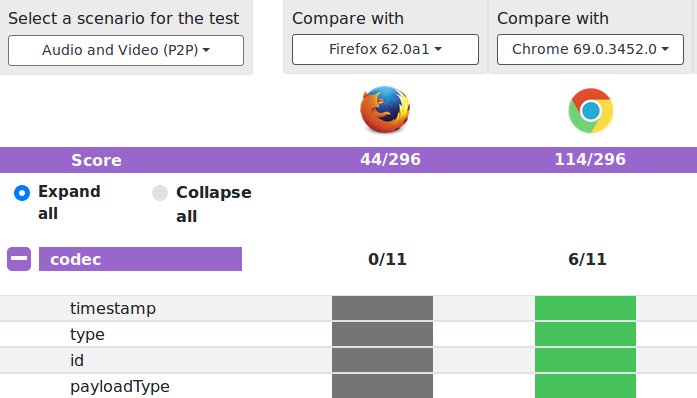 Select a scenario for the test
Compare with
Compare with
Audio and Video (P2P)
Firefox 62.0a1
Chrome 69.0.3452.0
Score 44/296 114/296
Expand all
Collapse all
codec 0/11 6/11
timestamp
type
id
payloadType